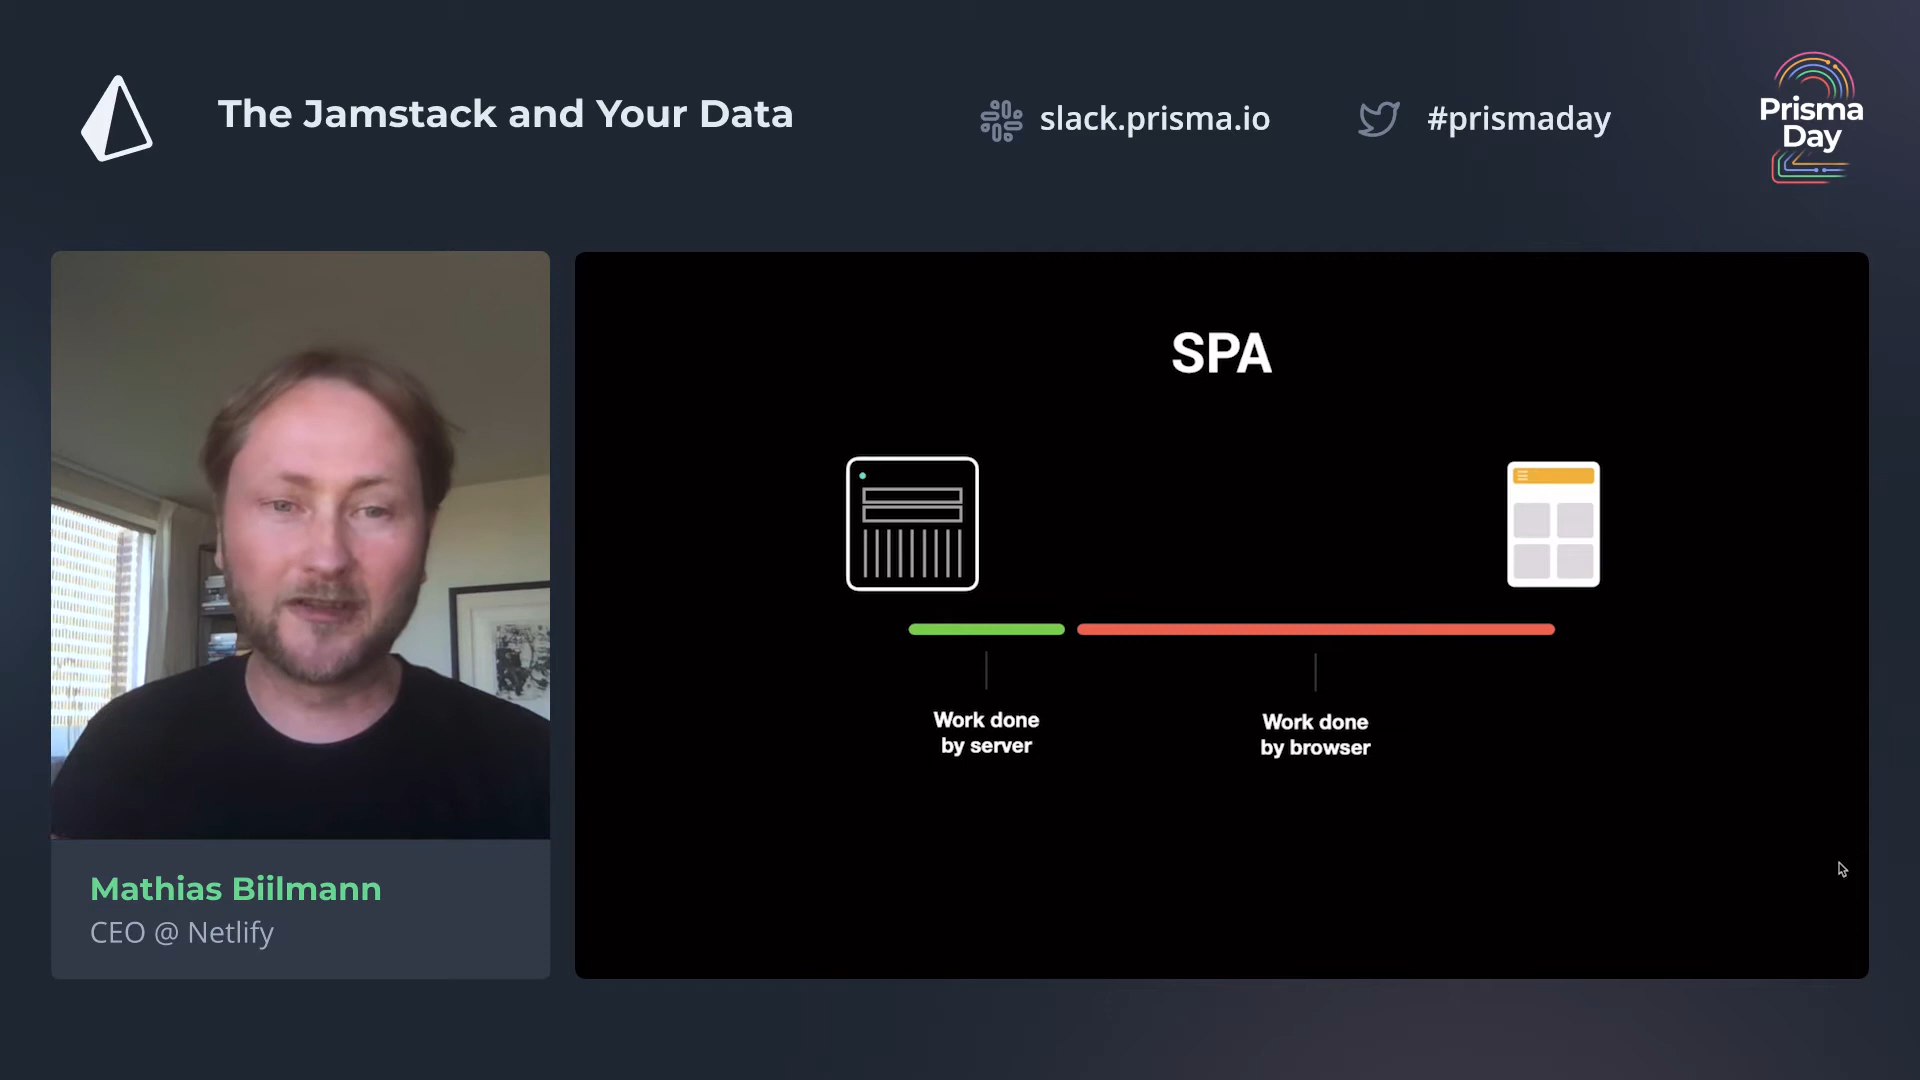 The Jamstack and Your Data
slack.prisma.io
#prismaday
Prisma
Day
SPA
Work done
by server
Work done
by browser
Mathias Biilmann
CEO @ Netlify